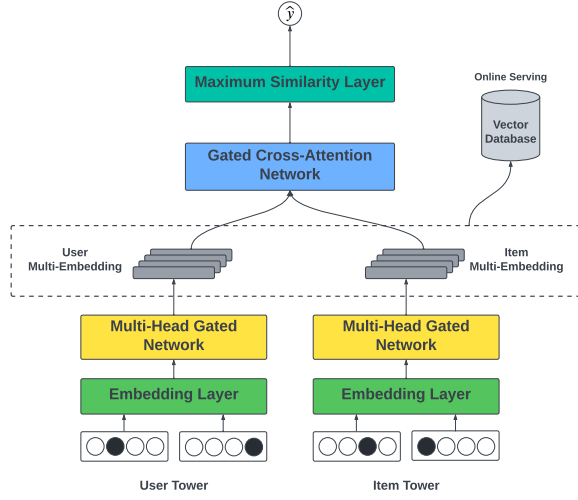 ŷ
Maximum Similarity Layer
Online Serving
Vector
Database
Gated Cross-Attention
Network
User
Multi-Embedding
Item
Multi-Embedding
Multi-Head Gated
Network
Multi-Head Gated
Network
Embedding Layer
Embedding Layer
User Tower
Item Tower